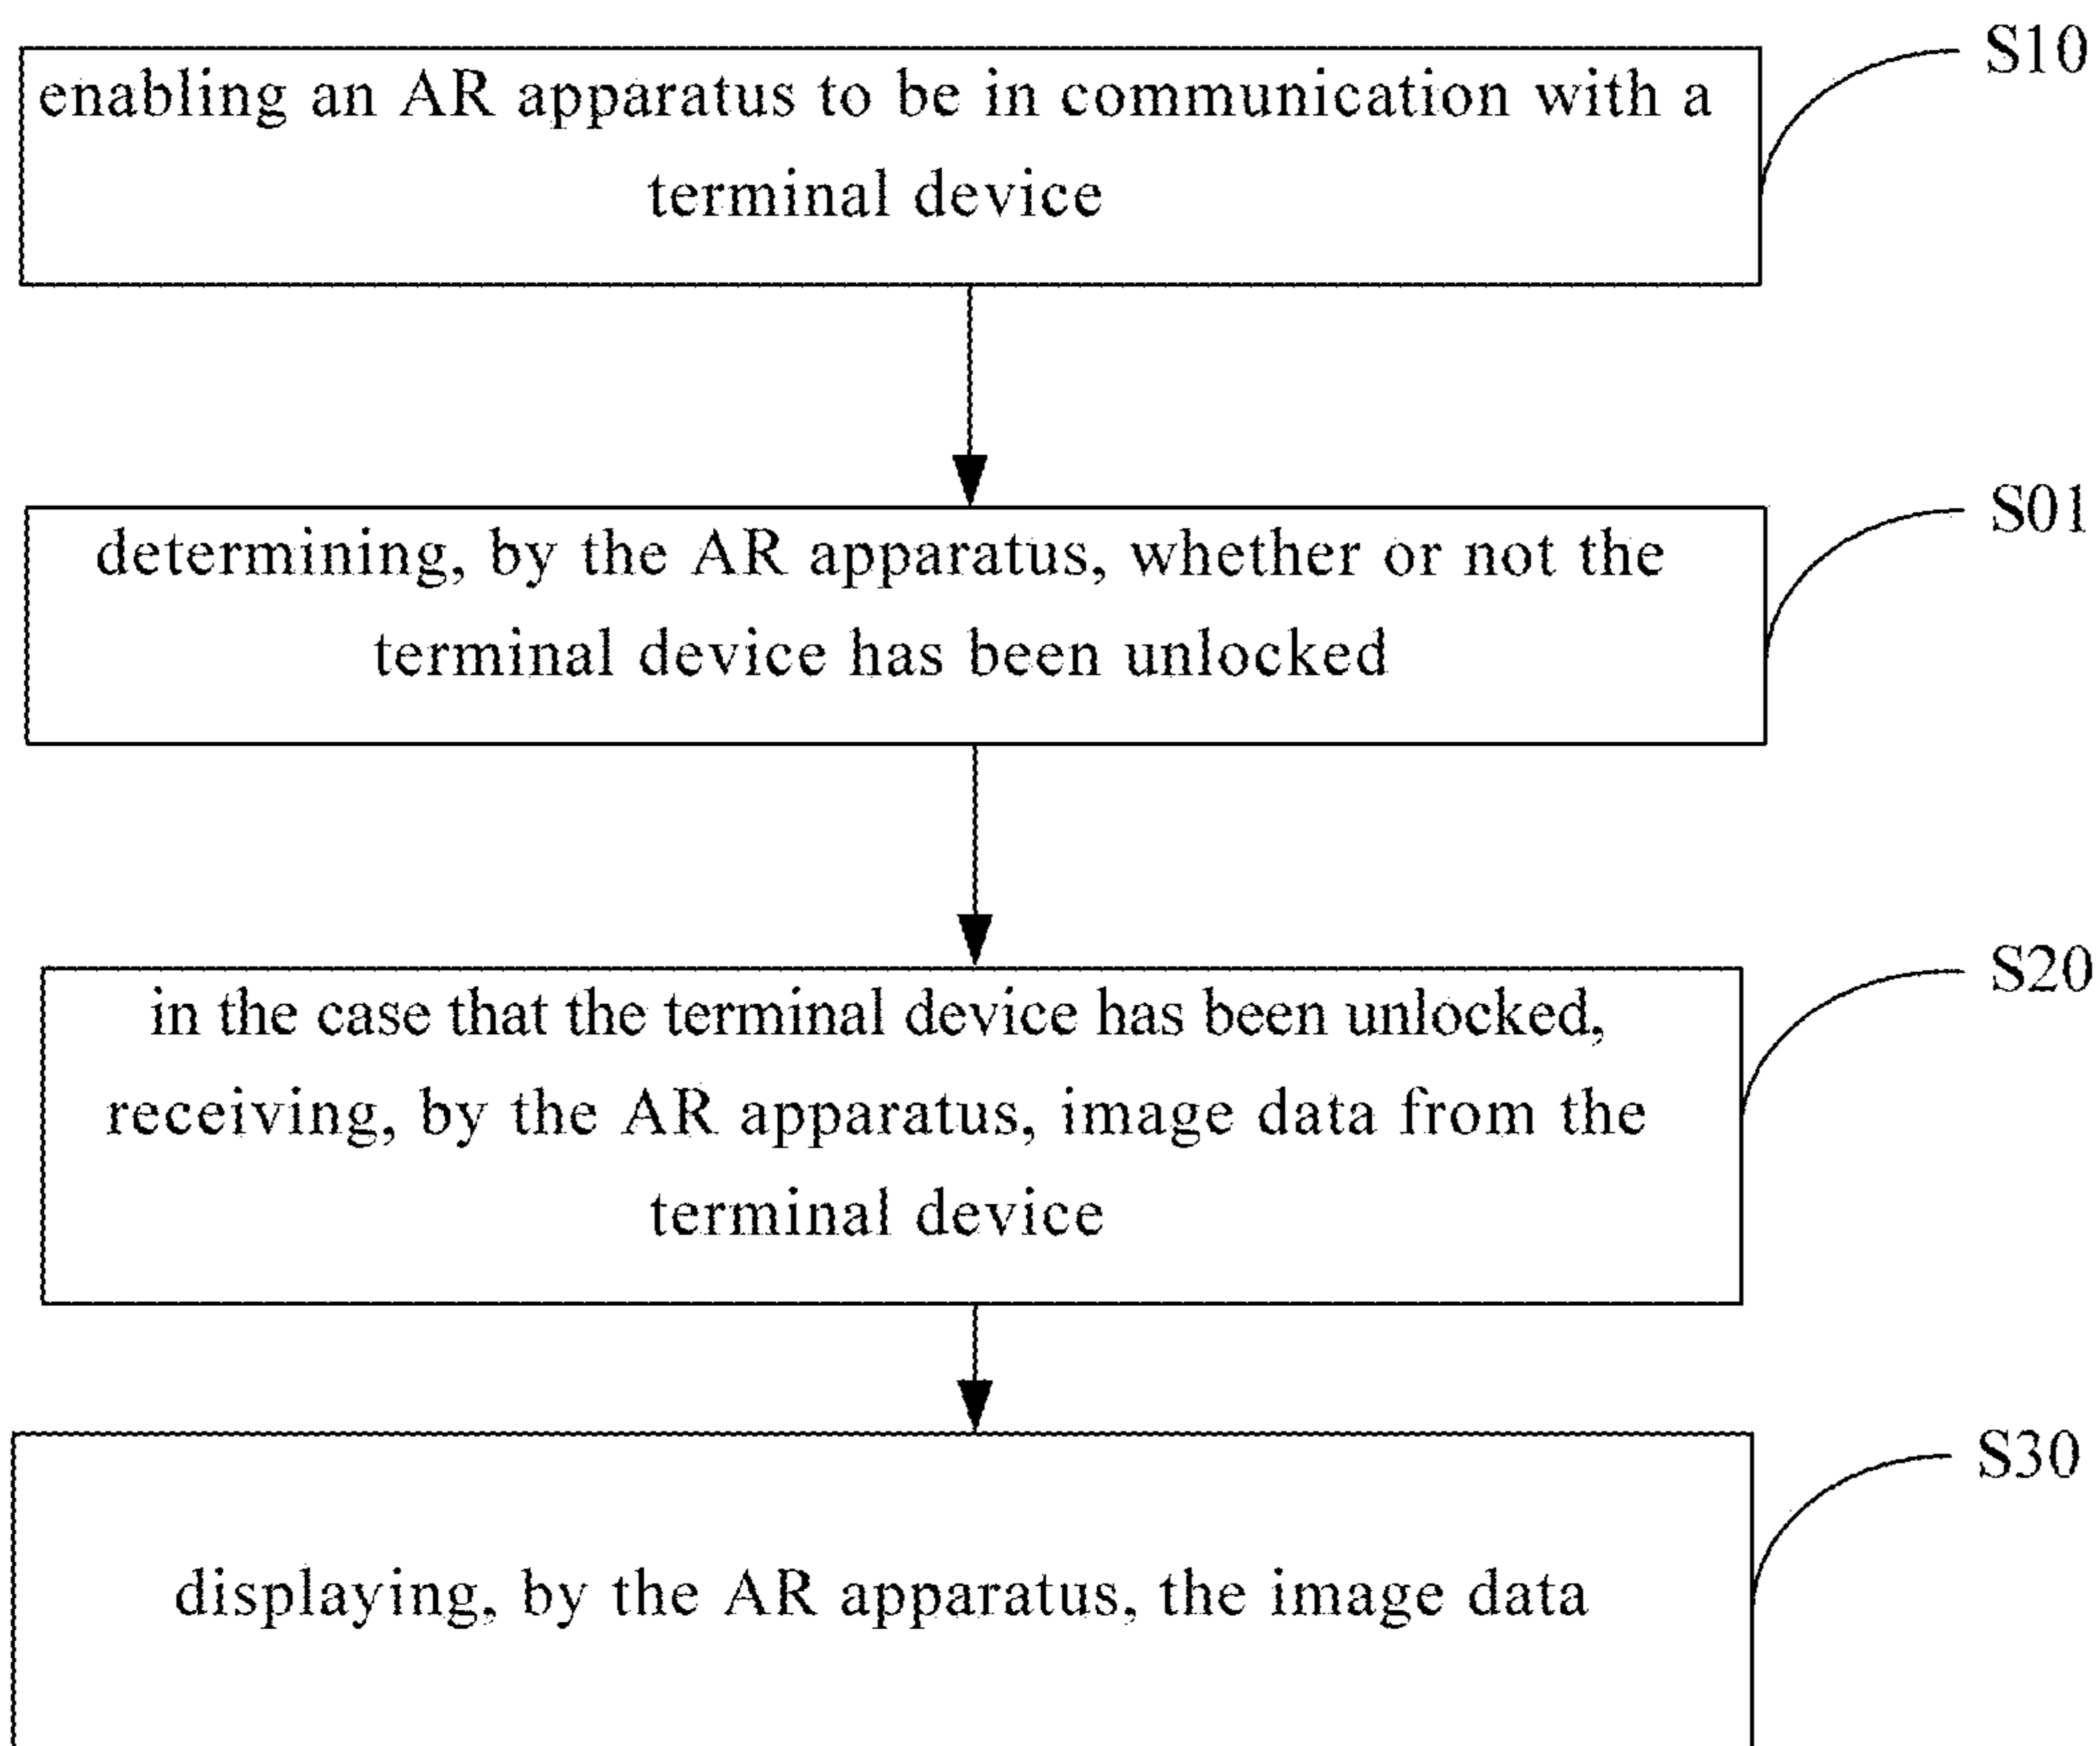 S10
enabling an AR apparatus to be in communication with a
terminal device
S01
determining, by the AR apparatus, whether or not the
terminal device has been unlocked
S20
in the case that the terminal device has been unlocked,
receiving, by the AR apparatus, image data from the
terminal device
S30
displaying, by the AR apparatus, the image data